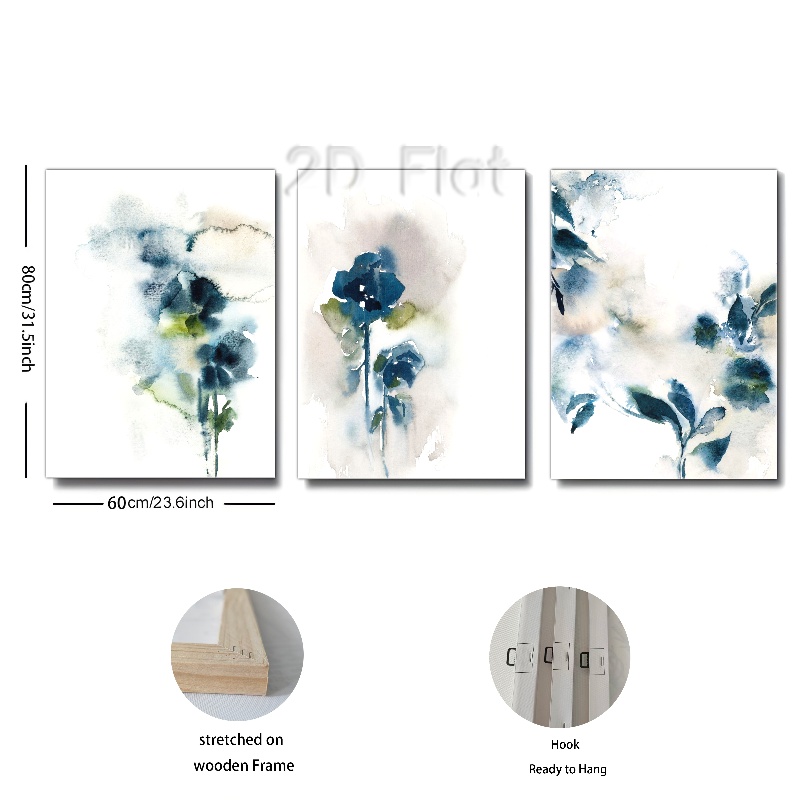 2D Flat
80cm/31.5inch
60cm/23.6inch
stretched on
wooden Frame
Hook
Ready to Hang